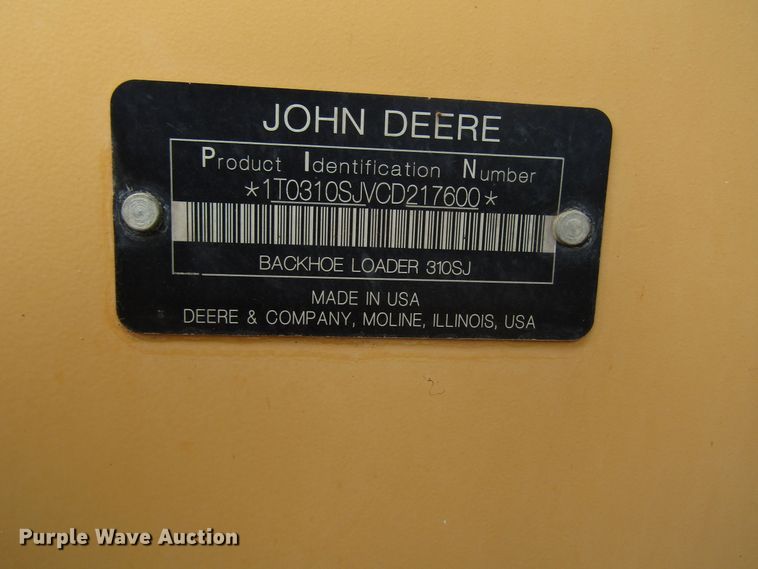 JOHN DEERE
Product Identification Number
*1T0310SJVCD217600*
BACKHOE LOADER 310SJ
MADE IN USA
DEERE & COMPANY, MOLINE, ILLINOIS, USA
Purple Wave Auction